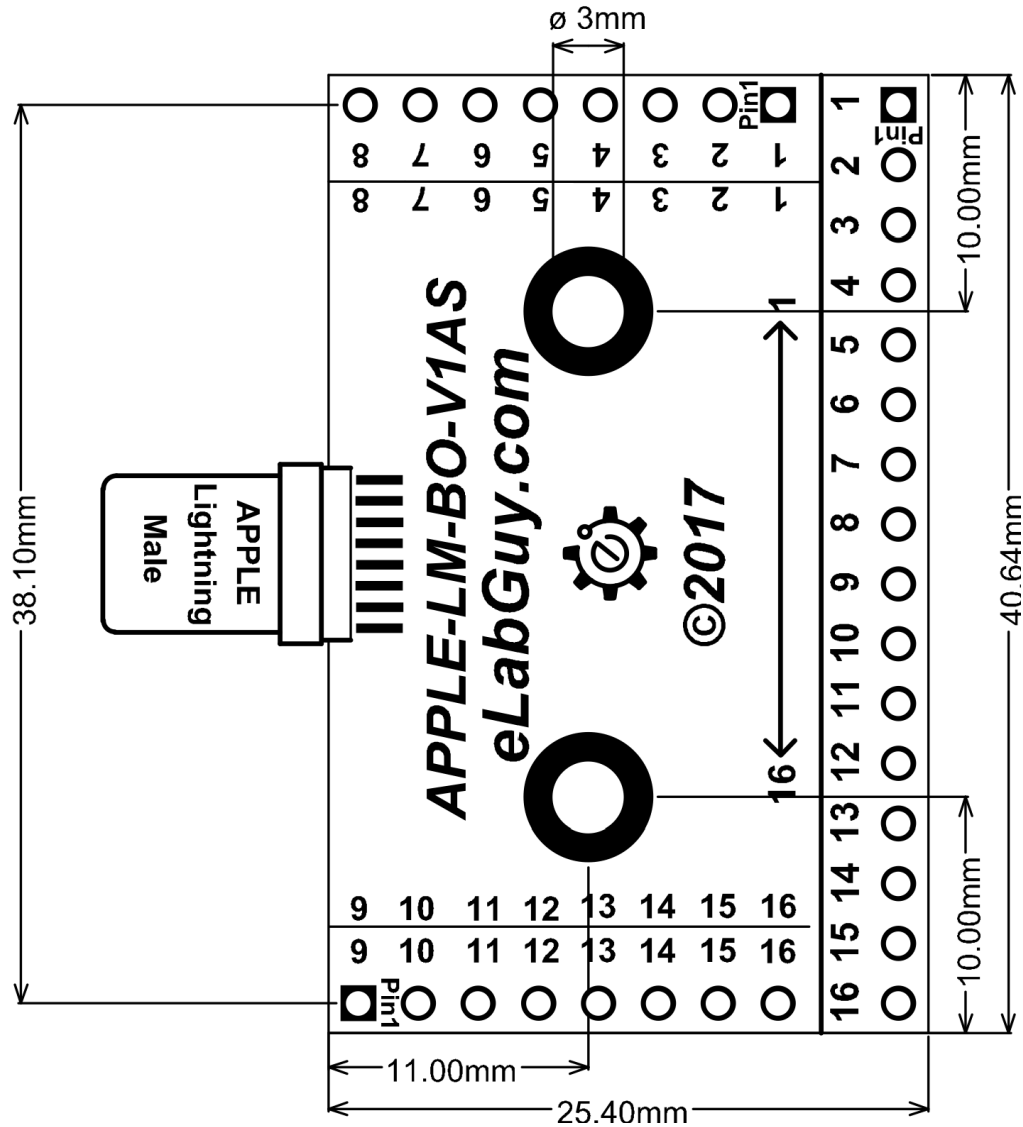 ø 3mm
Pin1
8 7 6 5 4 3 2 1
8 7 6 5 4 3 2 1
1
2
3
4
5
6
7
8
9
10
11
12
13
14
15
16
Pin1
10.00mm
40.64mm
10.00mm
38.10mm
APPLE
Lightning
Male
APPLE-LM-BO-V1AS
eLabGuy.com
©2017
1
16
9 10 11 12 13 14 15 16
9 10 11 12 13 14 15 16
Pin1
11.00mm
25.40mm